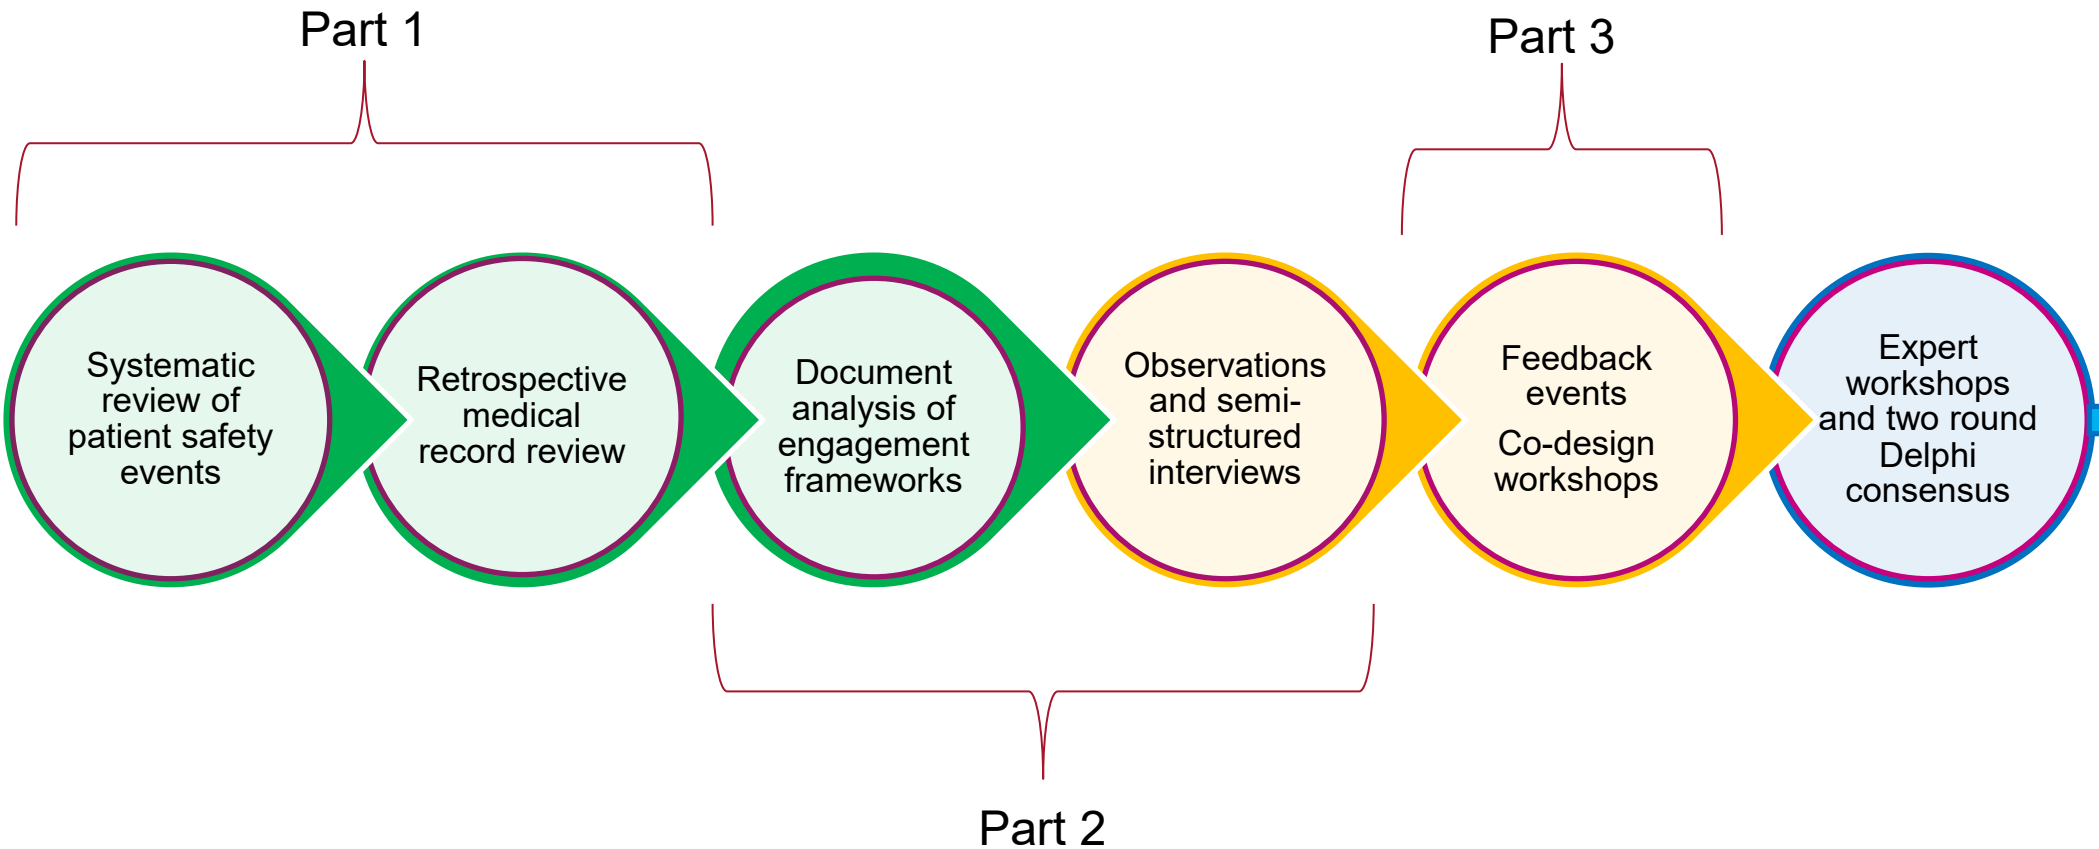 Part 1
Part 3
Systematic
review of
patient safety
events
Retrospective
medical
record review
Document
analysis of
engagement
frameworks
Observations
and semi-
structured
interviews
Feedback
events
Co-design
workshops
Expert
workshops
and two round
Delphi
consensus
Part 2